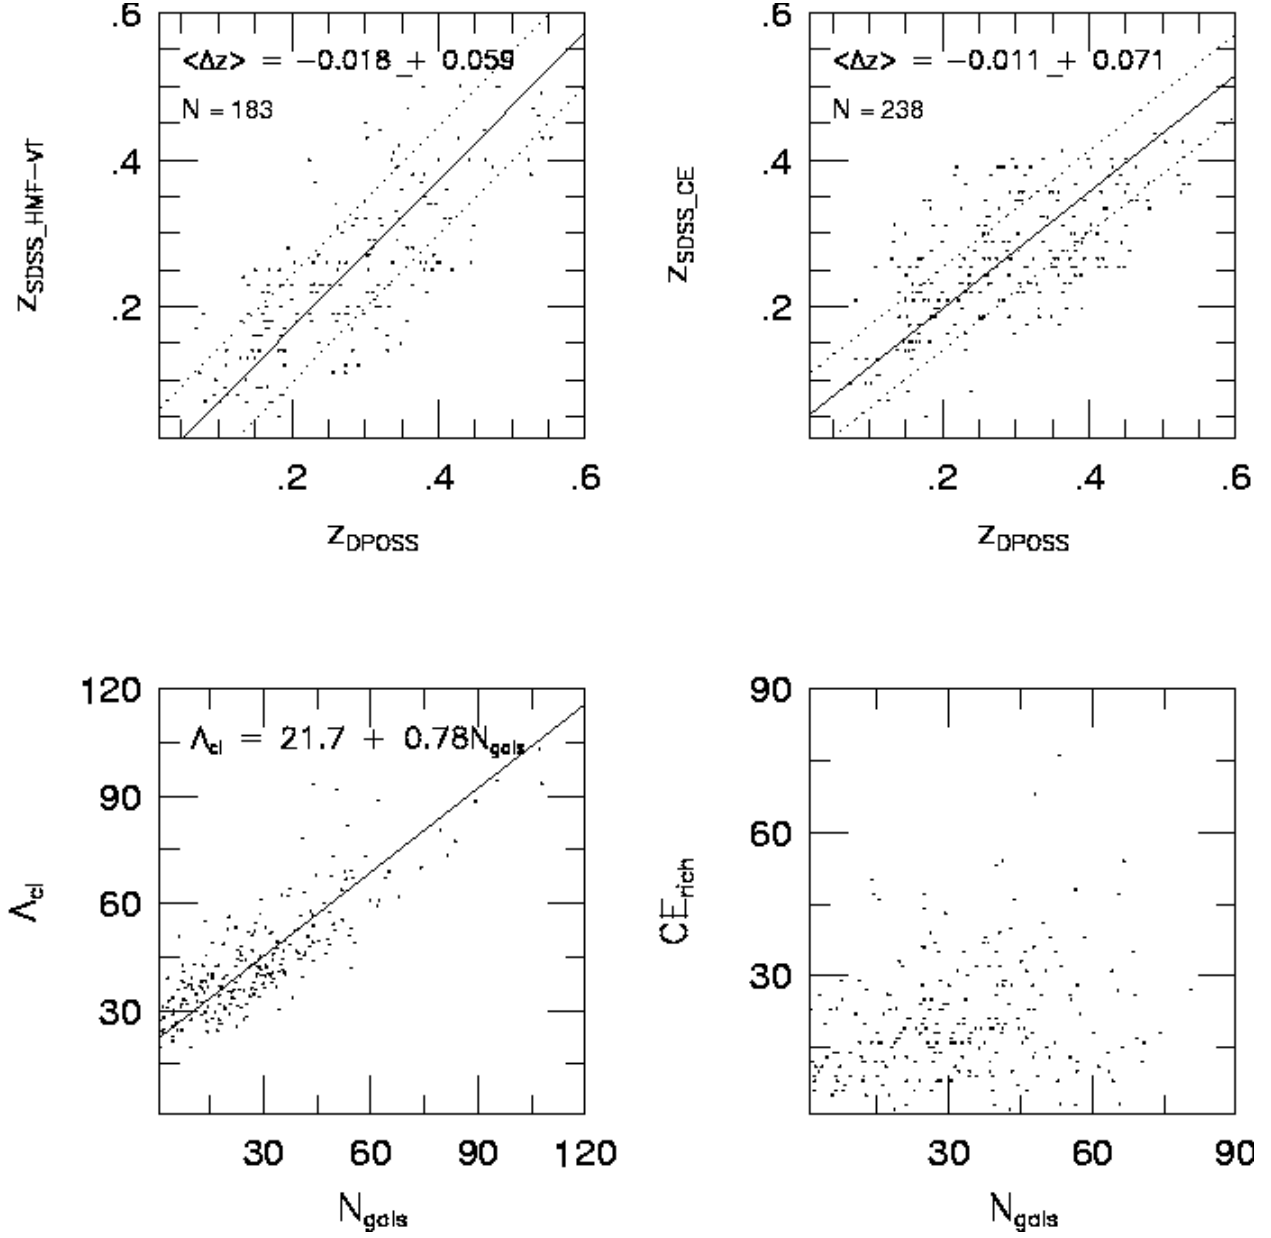 .6
<Δz> = −0.018 _+ 0.059
N = 183
.4
.2
z_SDSS_HMF−VT
.2 .4 .6
z_DPOSS
.6
<Δz> = −0.011 _+ 0.071
N = 238
.4
.2
z_SDSS_CE
.2 .4 .6
z_DPOSS
120
Λ_cl = 21.7 + 0.78N_gals
90
60
30
Λ_cl
30 60 90 120
N_gals
90
60
30
CE_rich
30 60 90
N_gals